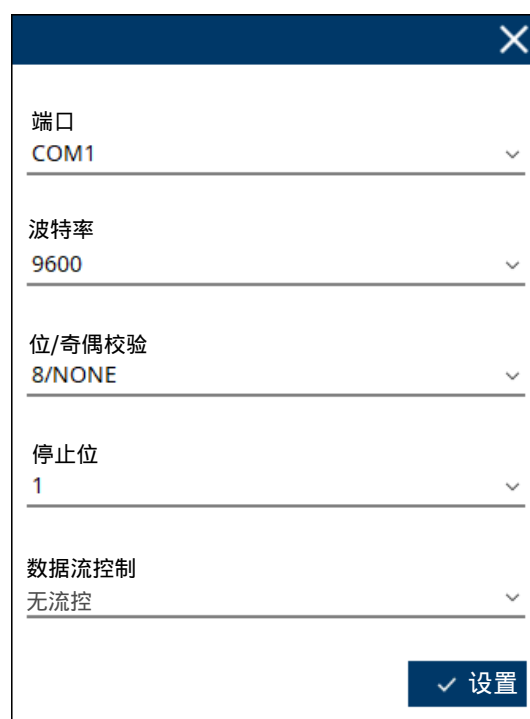 端口
COM1
波特率
9600
位/奇偶校验
8/NONE
停止位
1
数据流控制
无流控
设置